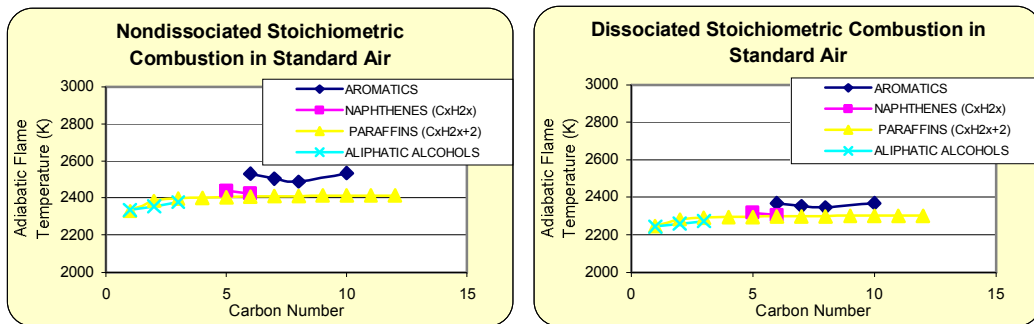 Nondissociated Stoichiometric
Combustion in Standard Air
3000
2800
2600
2400
2200
2000
0
5
10
15
Carbon Number
Adiabatic Flame
Temperature (K)
AROMATICS
NAPHTHENES (CxH2x)
PARAFFINS (CxH2x+2)
ALIPHATIC ALCOHOLS
Dissociated Stoichiometric Combustion in
Standard Air
3000
2800
2600
2400
2200
2000
0
5
10
15
Carbon Number
Adiabatic Flame
Temperature (K)
AROMATICS
NAPHTHENES (CxH2x)
PARAFFINS (CxH2x+2)
ALIPHATIC ALCOHOLS